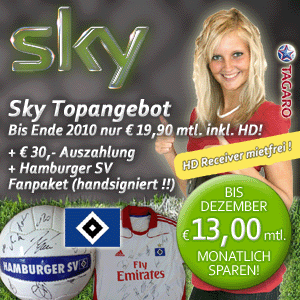 sky
TAGARO
Sky Topangebot
Bis Ende 2010 nur € 19,90 mtl. inkl. HD!
+ € 30,- Auszahlung
+ Hamburger SV
Fanpaket (handsigniert !!)
HD Receiver mietfrei !
BIS
DEZEMBER
€ 13,00 mtl.
MONATLICH
SPAREN!
HAMBURGER SV
Fly
Emirates